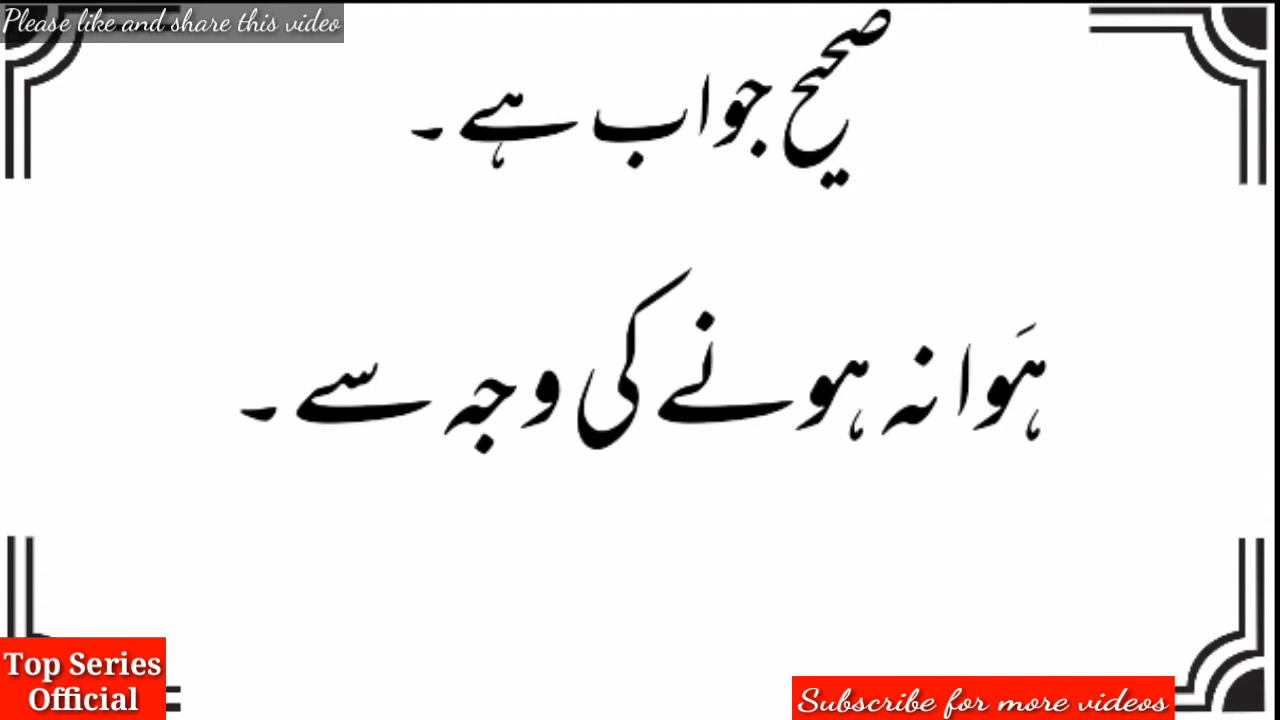 Please like and share this video
صحیح جواب ہے ۔
ہَوا نہ ہونے کی وجہ سے ۔
Top Series
Official
Subscribe for more videos